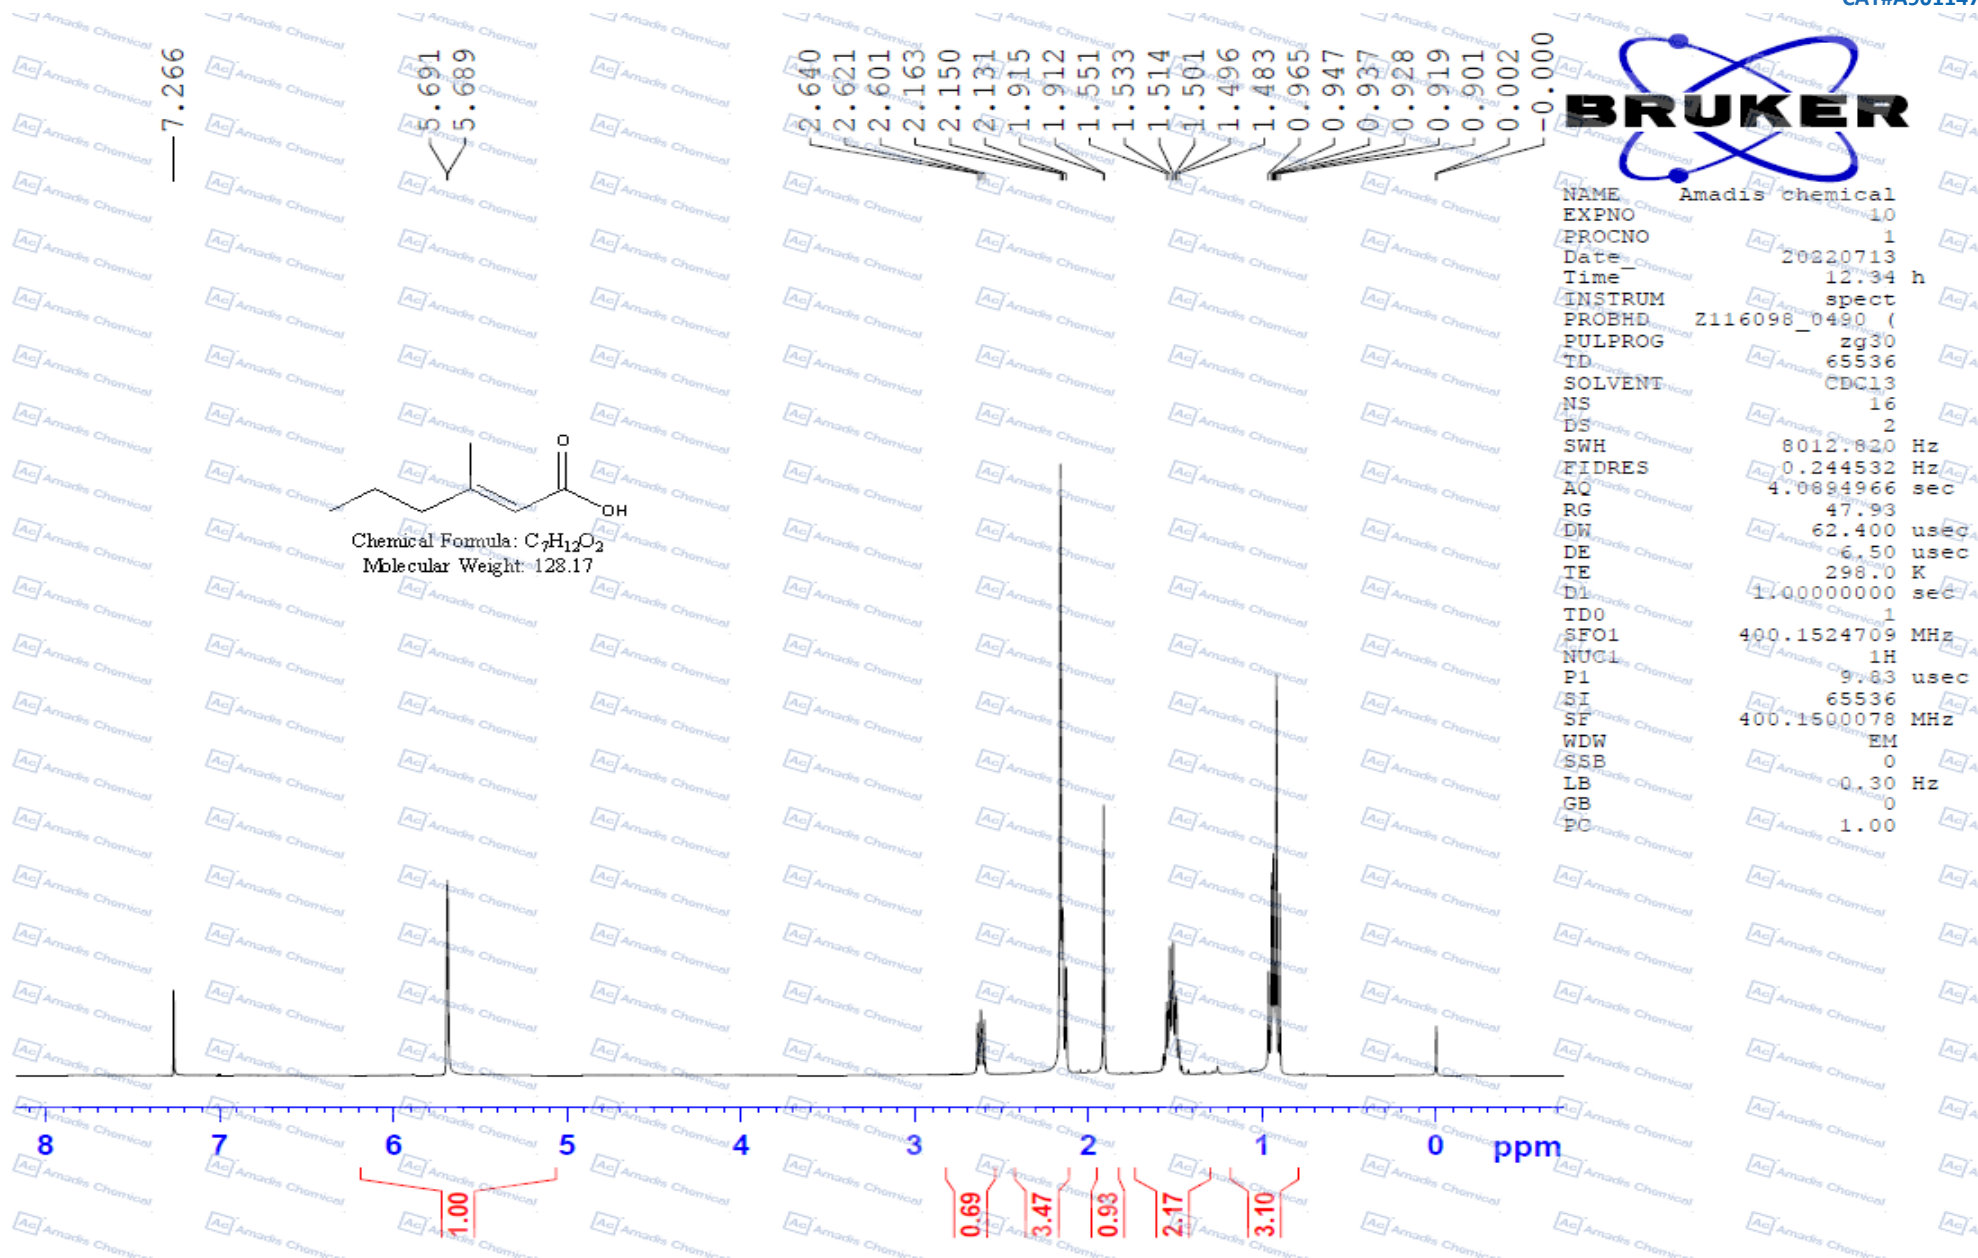 7.266
5.691
5.689
2.640
2.621
2.601
2.163
2.150
2.131
1.915
1.912
1.551
1.533
1.514
1.501
1.496
1.483
0.965
0.947
0.937
0.928
0.919
0.901
0.002
-0.000
BRUKER
NAME Amadis chemical
EXPNO 10
PROCNO 1
Date_ 20220713
Time 12.34 h
INSTRUM spect
PROBHD Z116098_0490 (
PULPROG zg30
TD 65536
SOLVENT CDCl3
NS 16
DS 2
SWH 8012.820 Hz
FIDRES 0.244532 Hz
AQ 4.0894966 sec
RG 47.93
DW 62.400 usec
DE 6.50 usec
TE 298.0 K
D1 1.00000000 sec
TD0 1
SFO1 400.1524709 MHz
NUC1 1H
P1 9.83 usec
SI 65536
SF 400.1500078 MHz
WDW EM
SSB 0
LB 0.30 Hz
GB 0
PC 1.00
O
OH
Chemical Formula: C7H12O2
Molecular Weight: 128.17
8 7 6 5 4 3 2 1 0 ppm
1.00
0.69
3.47
0.93
2.17
3.10
Ac Amadis Chemical